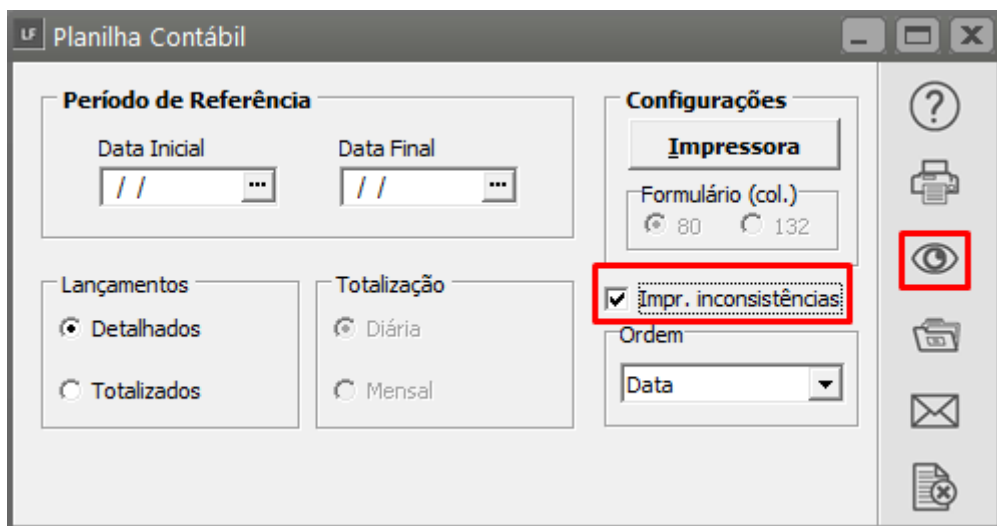 LF Planilha Contábil
Período de Referência
Data Inicial
Data Final
/ /
/ /
Configurações
Impressora
Formulário (col.)
80
132
Lançamentos
Detalhados
Totalizados
Totalização
Diária
Mensal
Impr. inconsistências
Ordem
Data